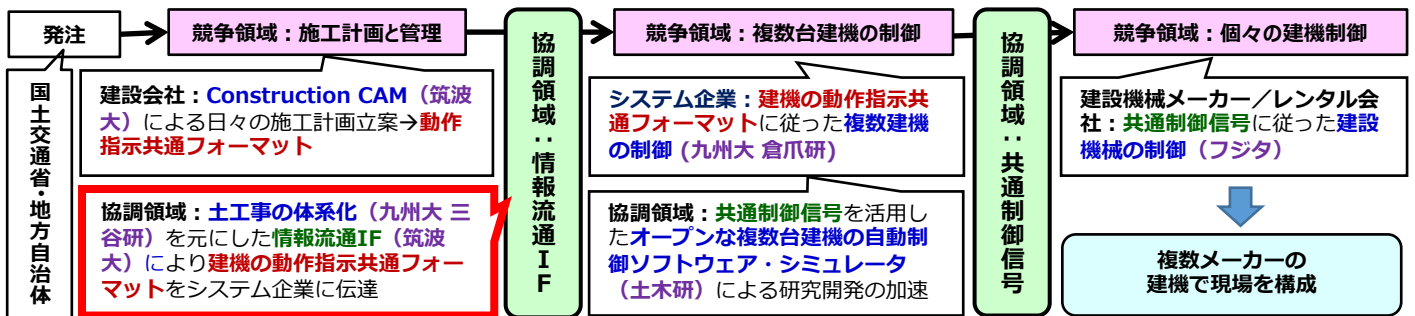 発注
国土交通省・地方自治体
競争領域：施工計画と管理
建設会社：Construction CAM（筑波
大）による日々の施工計画立案→動作
指示共通フォーマット
協調領域：土工事の体系化（九州大 三
谷研）を元にした情報流通IF（筑波
大）により建機の動作指示共通フォー
マットをシステム企業に伝達
協調領域：情報流通IF
競争領域：複数台建機の制御
システム企業：建機の動作指示共
通フォーマットに従った複数建機
の制御 (九州大 倉爪研)
協調領域：共通制御信号を活用し
たオープンな複数台建機の自動制
御ソフトウェア・シミュレータ
（土木研）による研究開発の加速
協調領域：共通制御信号
競争領域：個々の建機制御
建設機械メーカー／レンタル会
社：共通制御信号に従った建設
機械の制御（フジタ）
複数メーカーの
建機で現場を構成